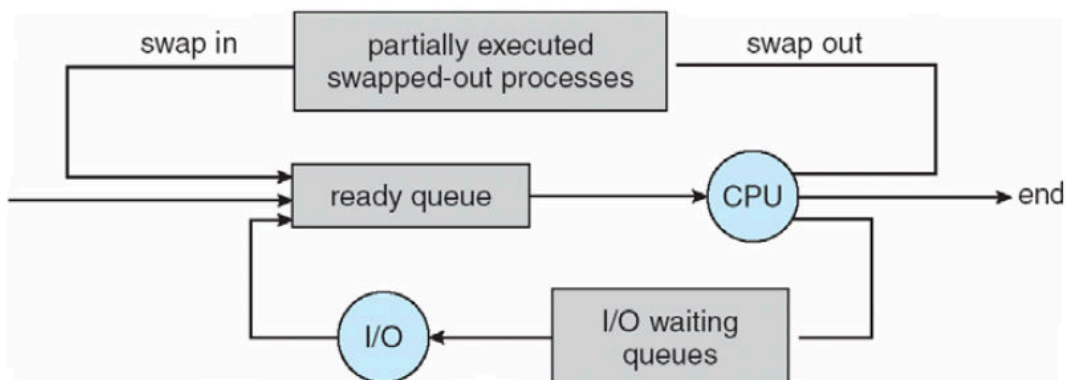 swap in
partially executed
swapped-out processes
swap out
ready queue
CPU
end
I/O
I/O waiting
queues